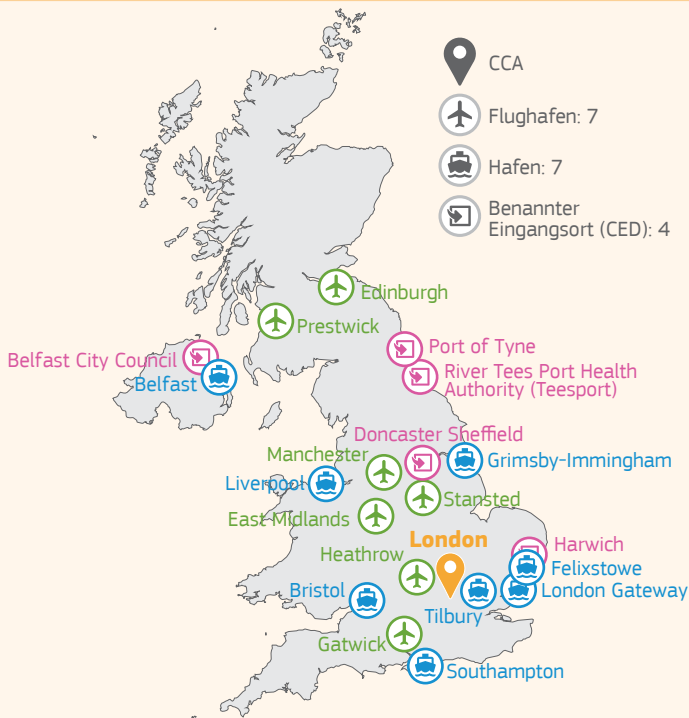 CCA
Flughafen: 7
Hafen: 7
Benannter
Eingangsort (CED): 4
Edinburgh
Prestwick
Port of Tyne
Belfast City Council
River Tees Port Health
Authority (Teesport)
Belfast
Doncaster Sheffield
Manchester
Grimsby-Immingham
Liverpool
Stansted
East Midlands
London
Harwich
Heathrow
Felixstowe
Bristol
London Gateway
Tilbury
Gatwick
Southampton